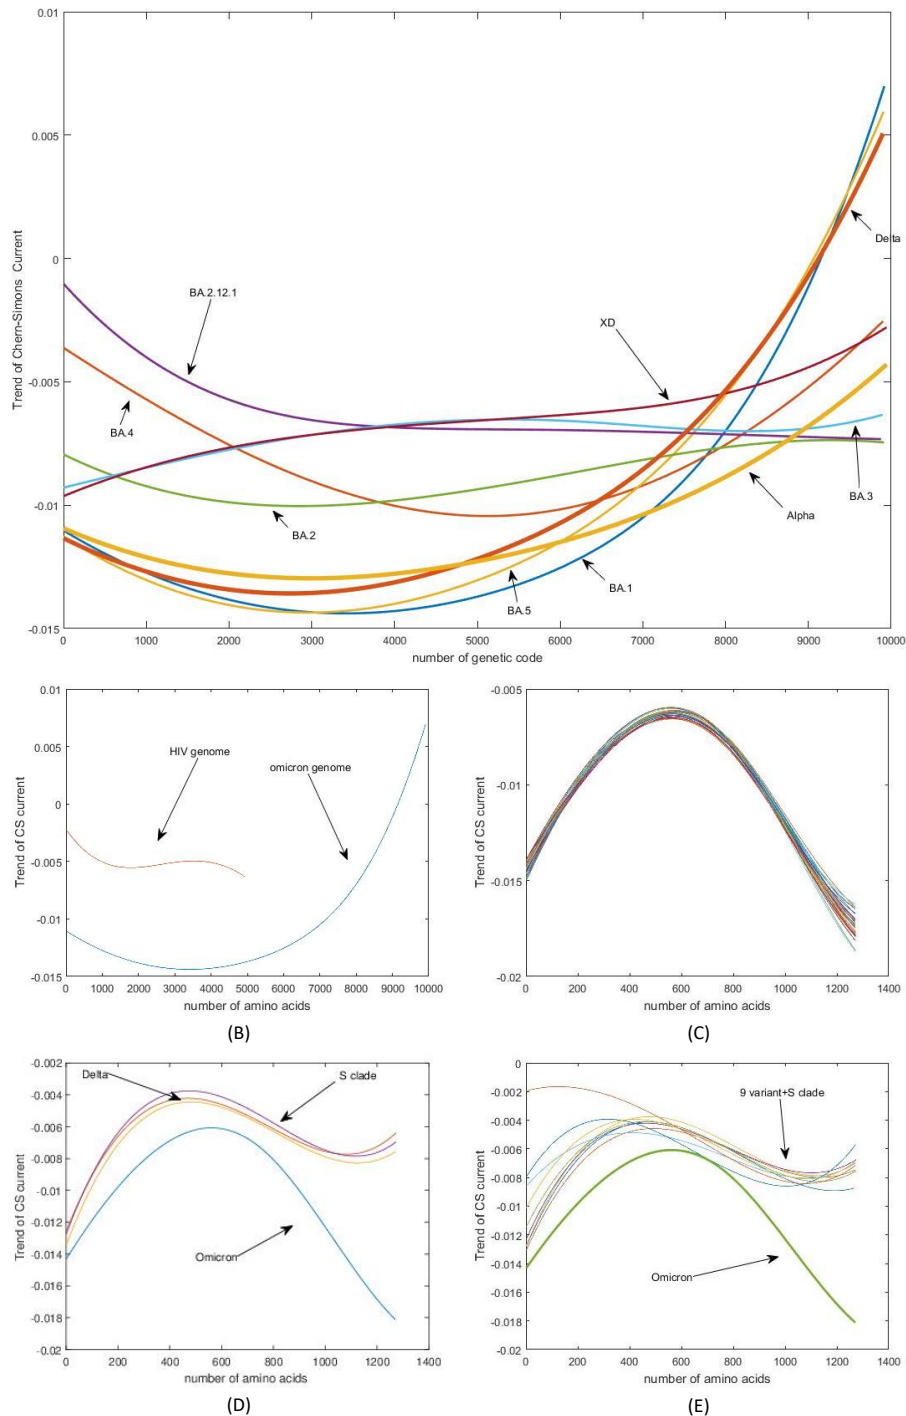 0.01
0.005
0
-0.005
-0.01
-0.015
Trend of Chern-Simons Current
BA.2.12.1
BA.4
BA.2
XD
Delta
BA.3
Alpha
BA.1
BA.5
0 1000 2000 3000 4000 5000 6000 7000 8000 9000 10000
number of genetic code
0.01
0.005
0
-0.005
-0.01
-0.015
Trend of CS current
HIV genome
omicron genome
0 1000 2000 3000 4000 5000 6000 7000 8000 9000 10000
number of amino acids
(B)
-0.005
-0.01
-0.015
-0.02
Trend of CS current
0 200 400 600 800 1000 1200 1400
number of amino acids
(C)
-0.002
-0.004
-0.006
-0.008
-0.01
-0.012
-0.014
-0.016
-0.018
-0.02
Trend of CS current
Delta
S clade
Omicron
0 200 400 600 800 1000 1200 1400
number of amino acids
(D)
0
-0.002
-0.004
-0.006
-0.008
-0.01
-0.012
-0.014
-0.016
-0.018
-0.02
Trend of CS current
9 variant+S clade
Omicron
0 200 400 600 800 1000 1200 1400
number of amino acids
(E)